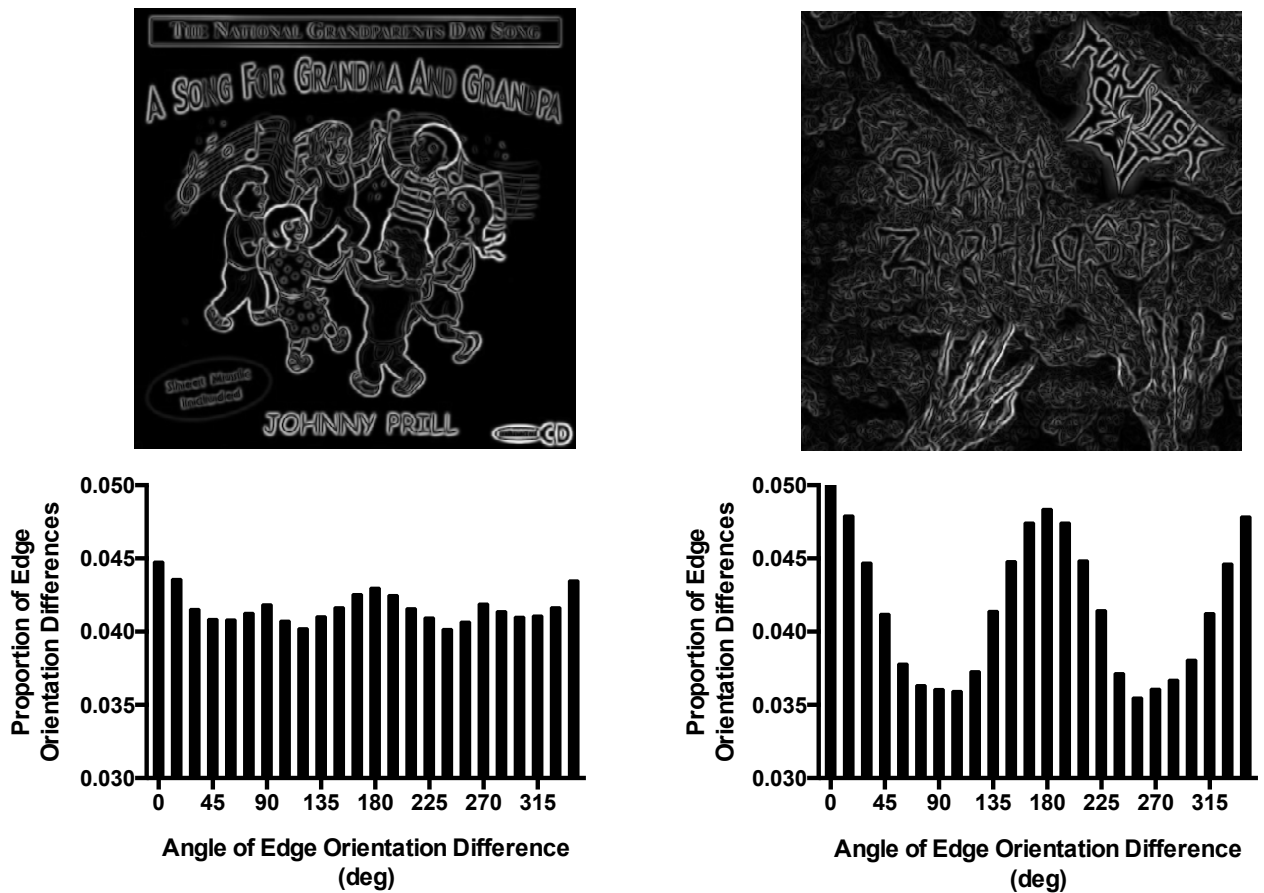 THE NATIONAL GRANDPARENTS DAY SONG
A SONG FOR GRANDMA AND GRANDPA
Sheet Music
Included
JOHNNY PRILL
CD
SVATA
Proportion of Edge
Orientation Differences
0.050
0.045
0.040
0.035
0.030
0 45 90 135 180 225 270 315
Angle of Edge Orientation Difference
(deg)
Proportion of Edge
Orientation Differences
0.050
0.045
0.040
0.035
0.030
0 45 90 135 180 225 270 315
Angle of Edge Orientation Difference
(deg)